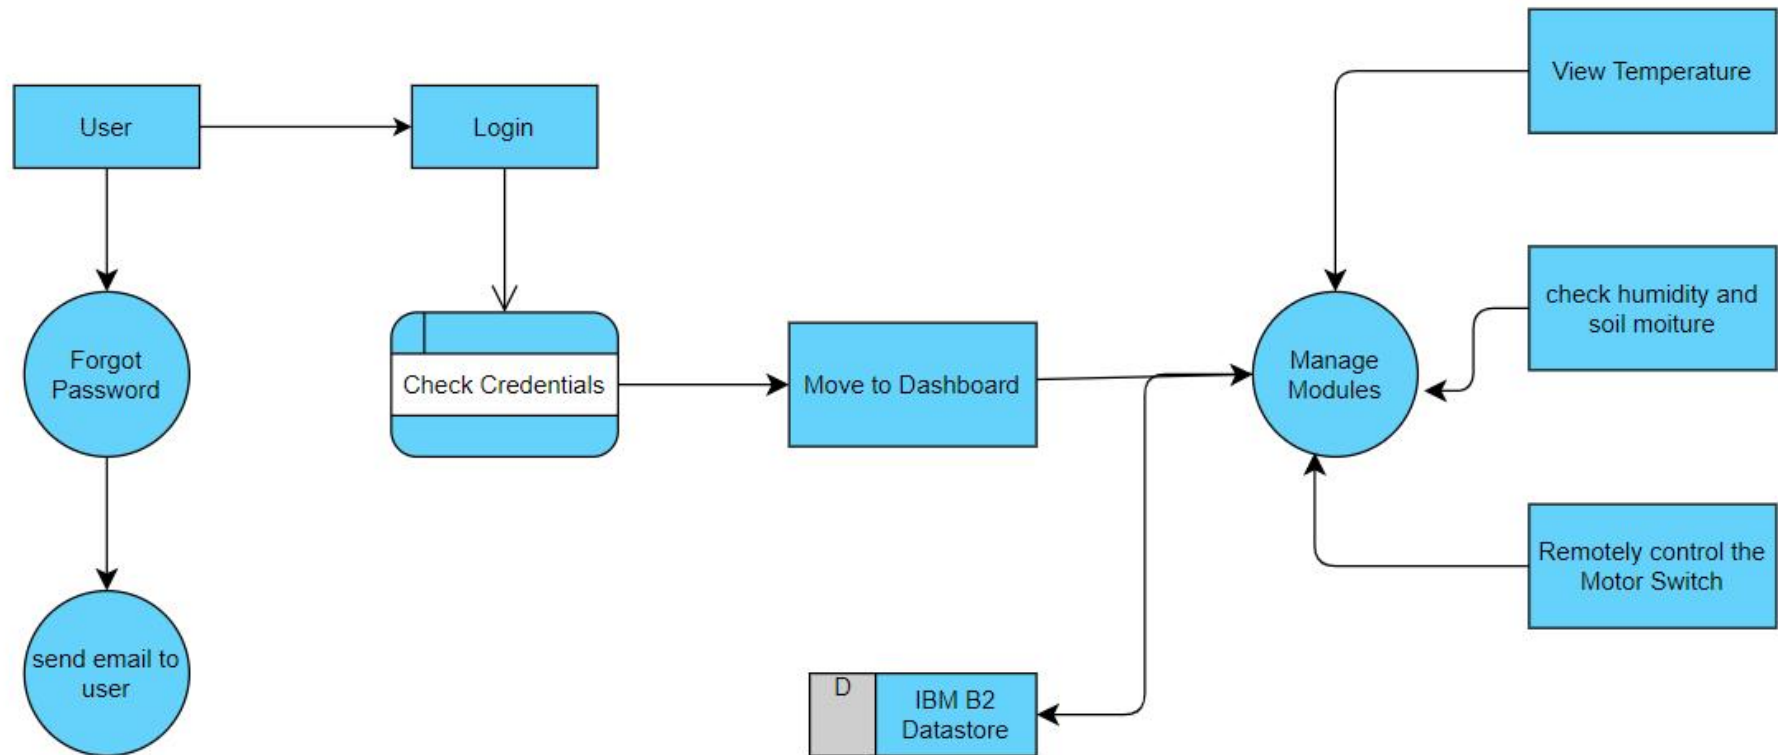 User
Login
View Temperature
Forgot
Password
Check Credentials
Move to Dashboard
Manage
Modules
check humidity and
soil moiture
Remotely control the
Motor Switch
send email to
user
D
IBM B2
Datastore